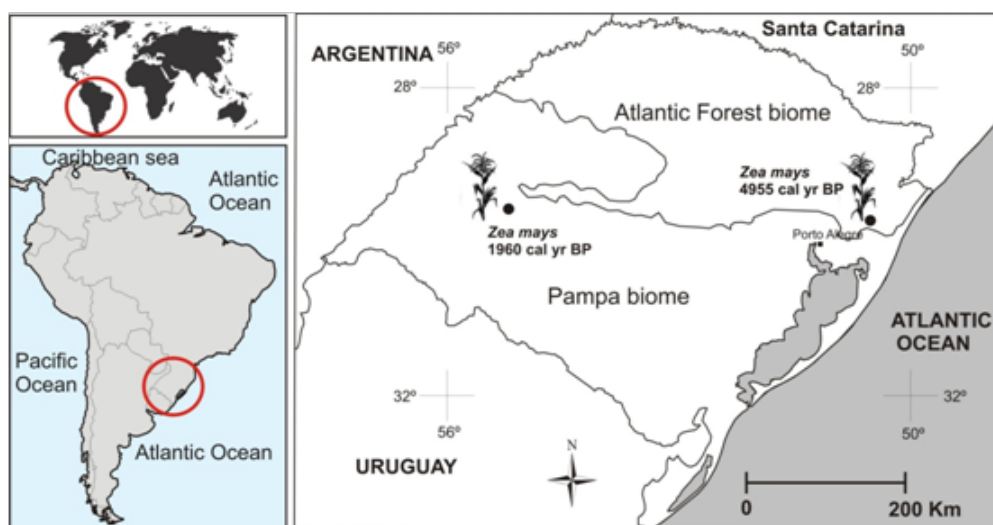 Caribbean sea
Atlantic
Ocean
Pacific
Ocean
Atlantic Ocean
ARGENTINA
Santa Catarina
56º
50º
28º
28º
Atlantic Forest biome
Zea mays
4955 cal yr BP
Zea mays
1960 cal yr BP
Porto Alegre
Pampa biome
ATLANTIC
OCEAN
32º
32º
56º
50º
URUGUAY
N
0
200 Km